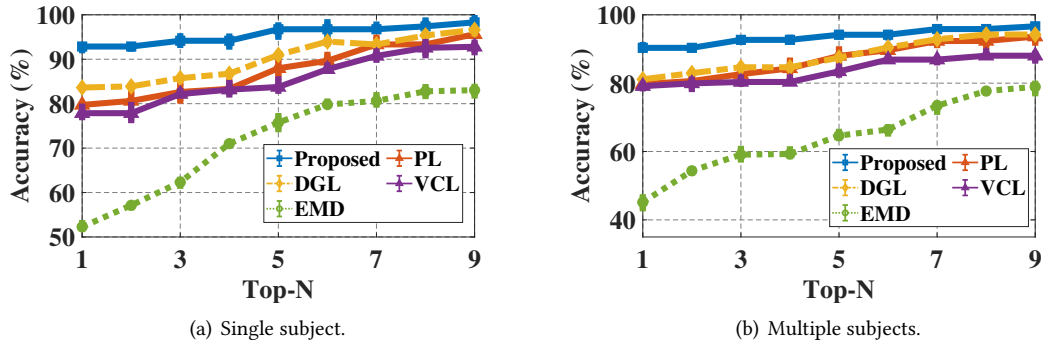 100
90
80
70
60
50
Accuracy (%)
Proposed PL
DGL VCL
EMD
1 3 5 7 9
Top-N
(a) Single subject.
100
80
60
40
Accuracy (%)
Proposed PL
DGL VCL
EMD
1 3 5 7 9
Top-N
(b) Multiple subjects.